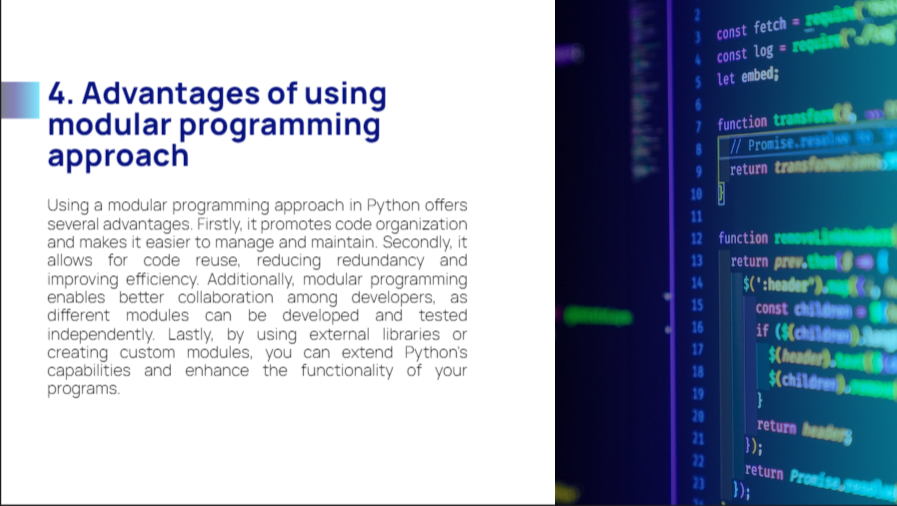 4. Advantages of using
modular programming
approach
Using a modular programming approach in Python offers
several advantages. Firstly, it promotes code organization
and makes it easier to manage and maintain. Secondly, it
allows for code reuse, reducing redundancy and
improving efficiency. Additionally, modular programming
enables better collaboration among developers, as
different modules can be developed and tested
independently. Lastly, by using external libraries or
creating custom modules, you can extend Python's
capabilities and enhance the functionality of your
programs.
2
3 const fetch = require(
4 const log = require(
5 let embed;
6
7 function transform
8 // Promise.resolve
9 return
10 }
11
12 function
13 return prev.then
14 $(':header').
15 const children
16 if ($(children).
17 $(header).
18 $(children).
19 }
20
21 return header;
22 });
return Promise.
23 });